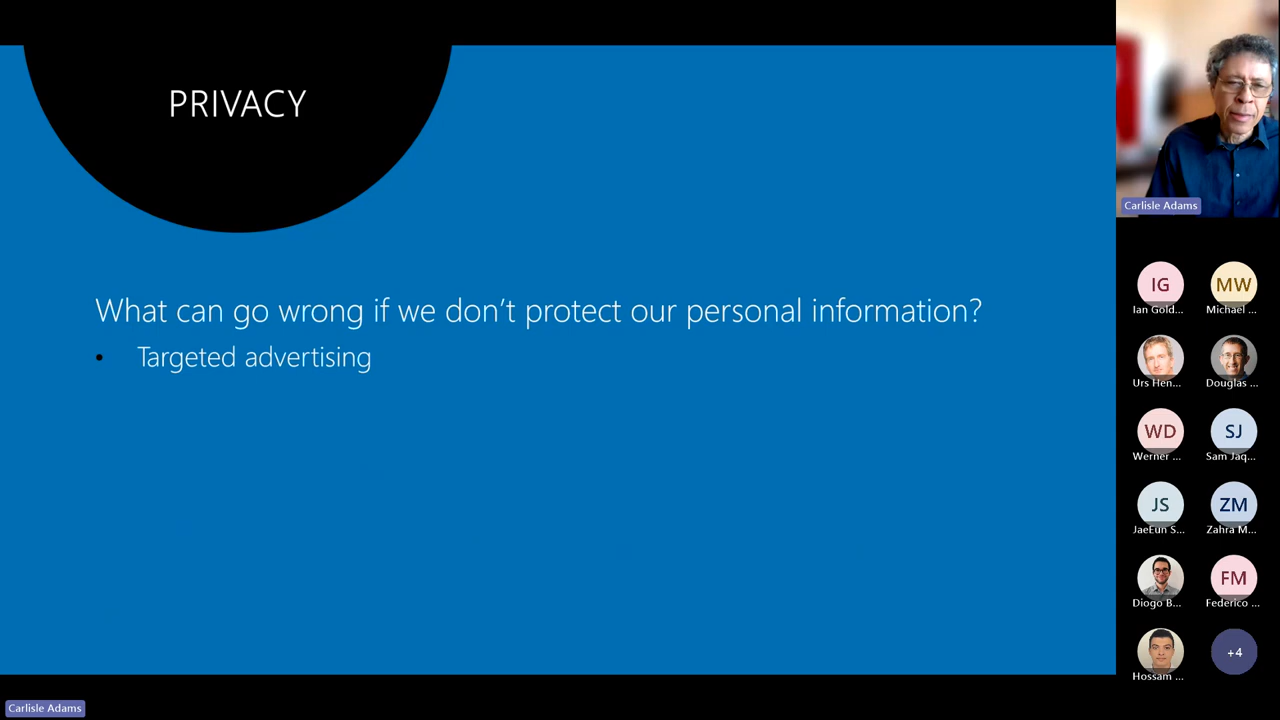 PRIVACY
What can go wrong if we don't protect our personal information?
• Targeted advertising
Carlisle Adams
IG
Ian Gold...
MW
Michael ...
Urs Hen...
Douglas ...
WD
Werner ...
SJ
Sam Jaq...
JS
JaeEun S...
ZM
Zahra M...
Diogo B...
FM
Federico ...
Hossam ...
+4
Carlisle Adams